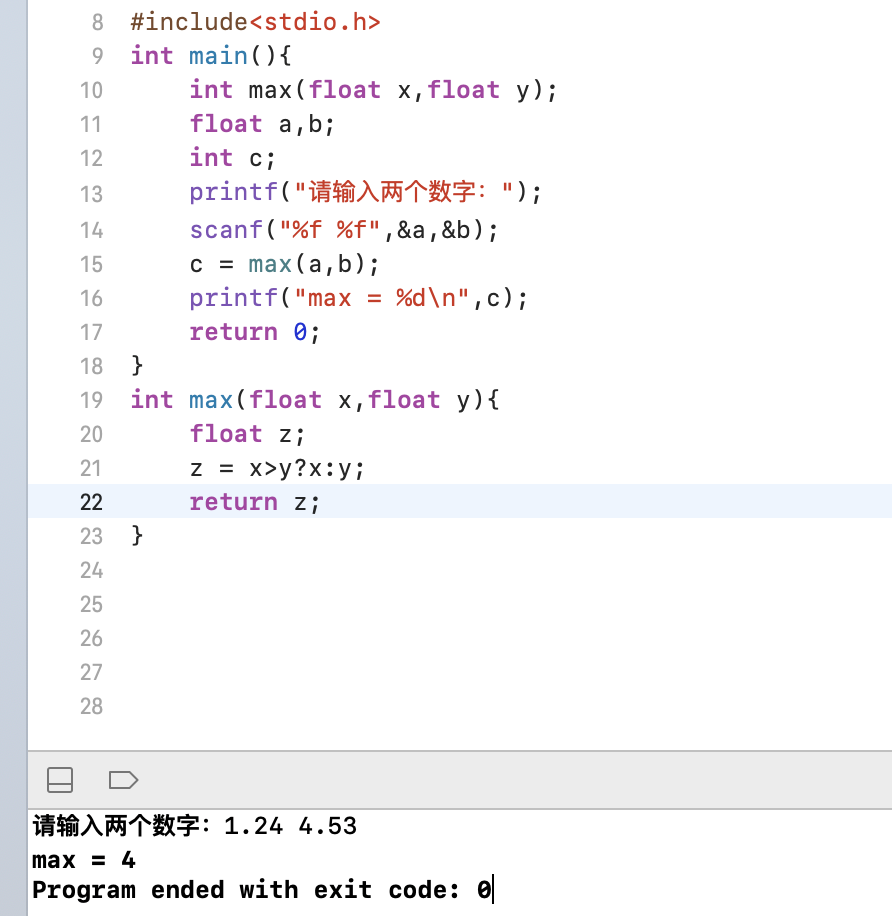 8 #include<stdio.h>
9 int main(){
10     int max(float x,float y);
11     float a,b;
12     int c;
13     printf("请输入两个数字：");
14     scanf("%f %f",&a,&b);
15     c = max(a,b);
16     printf("max = %d\n",c);
17     return 0;
18 }
19 int max(float x,float y){
20     float z;
21     z = x>y?x:y;
22     return z;
23 }
24
25
26
27
28
请输入两个数字：1.24 4.53
max = 4
Program ended with exit code: 0